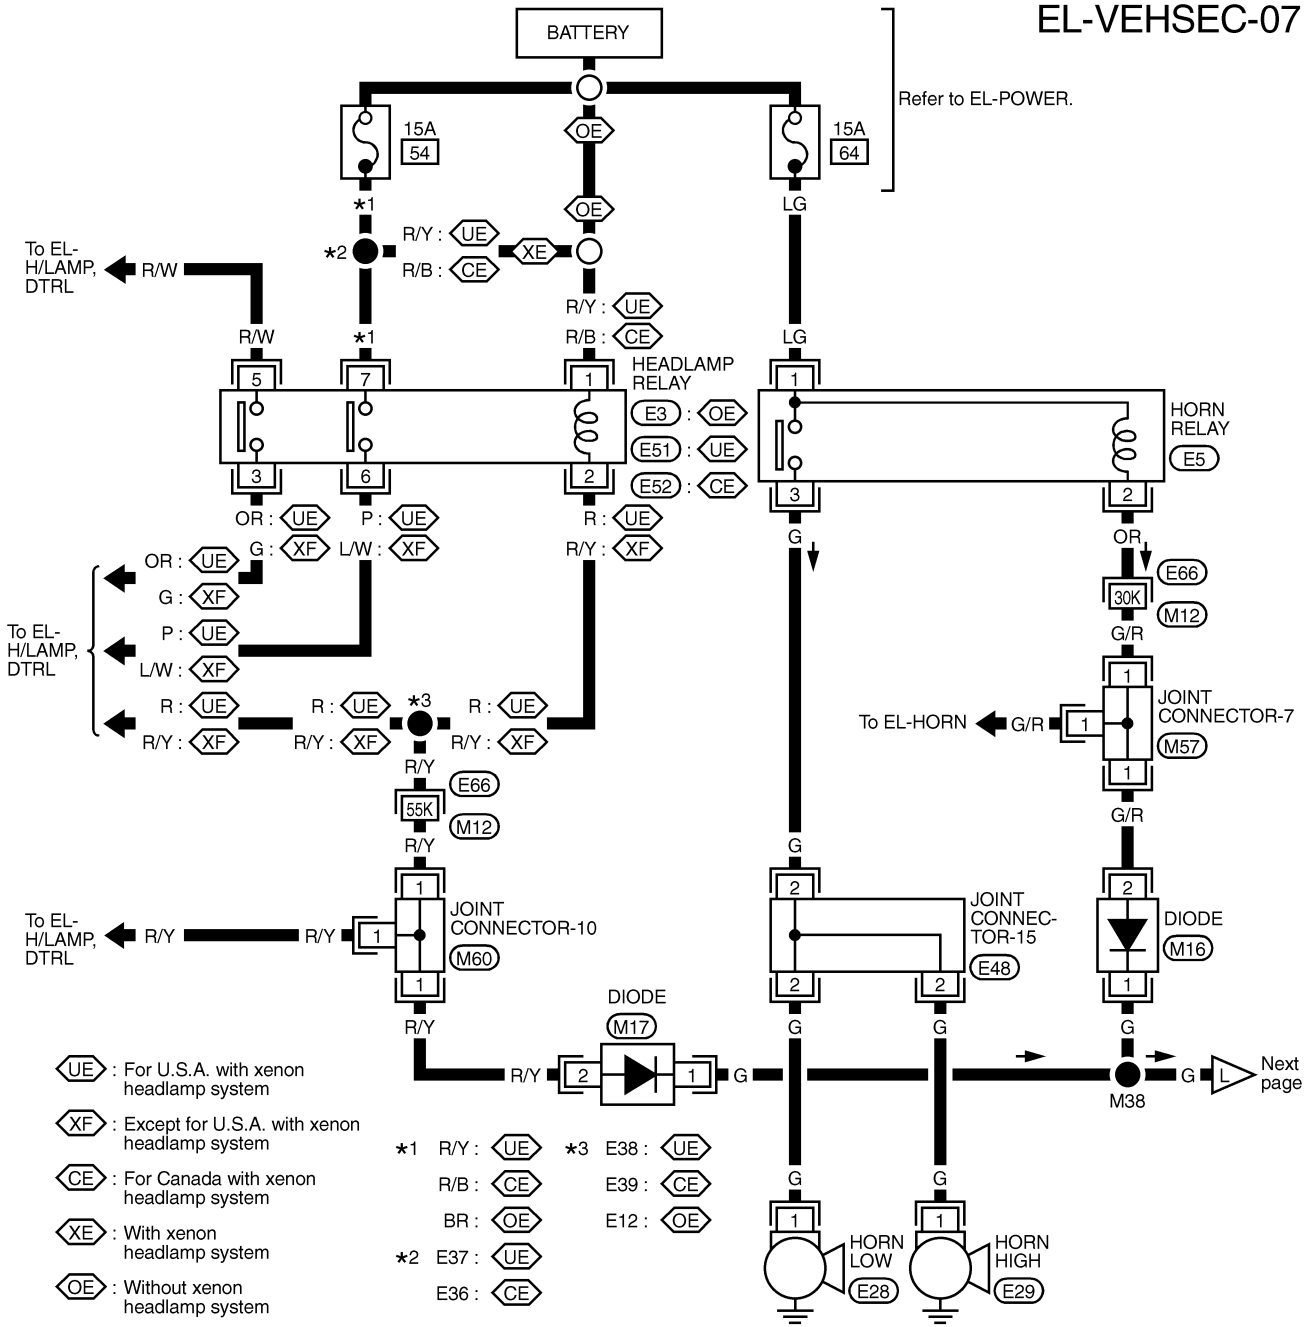 EL-VEHSEC-07
BATTERY
Refer to EL-POWER.
OE
15A
54
15A
64
*1
OE
LG
R/Y : UE
*2
XE
R/B : CE
To EL-
H/LAMP,
DTRL
R/W
R/Y : UE
R/W
*1
R/B : CE
LG
5
7
1
HEADLAMP
RELAY
1
E3 : OE
E51 : UE
E52 : CE
HORN
RELAY
E5
3
6
2
3
2
OR : UE
P : UE
R : UE
G
OR
G : XF
L/W : XF
R/Y : XF
OR : UE
G : XF
E66
30K
M12
To EL-
H/LAMP,
DTRL
P : UE
L/W : XF
G/R
1
R : UE
R/Y : XF
R : UE
R/Y : XF
*3
R : UE
R/Y : XF
To EL-HORN
G/R
1
JOINT
CONNECTOR-7
M57
1
R/Y
E66
55K
M12
G/R
R/Y
G
1
2
2
To EL-
H/LAMP,
DTRL
R/Y
R/Y
1
JOINT
CONNECTOR-10
M60
JOINT
CONNEC-
TOR-15
E48
DIODE
M16
1
2
2
1
R/Y
DIODE
M17
G
G
G
R/Y
2
1
G
M38
G
L
Next
page
UE : For U.S.A. with xenon
headlamp system
XF : Except for U.S.A. with xenon
headlamp system
CE : For Canada with xenon
headlamp system
XE : With xenon
headlamp system
OE : Without xenon
headlamp system
*1 R/Y : UE
R/B : CE
BR : OE
*2 E37 : UE
E36 : CE
*3 E38 : UE
E39 : CE
E12 : OE
G
G
1
1
HORN
LOW
E28
HORN
HIGH
E29